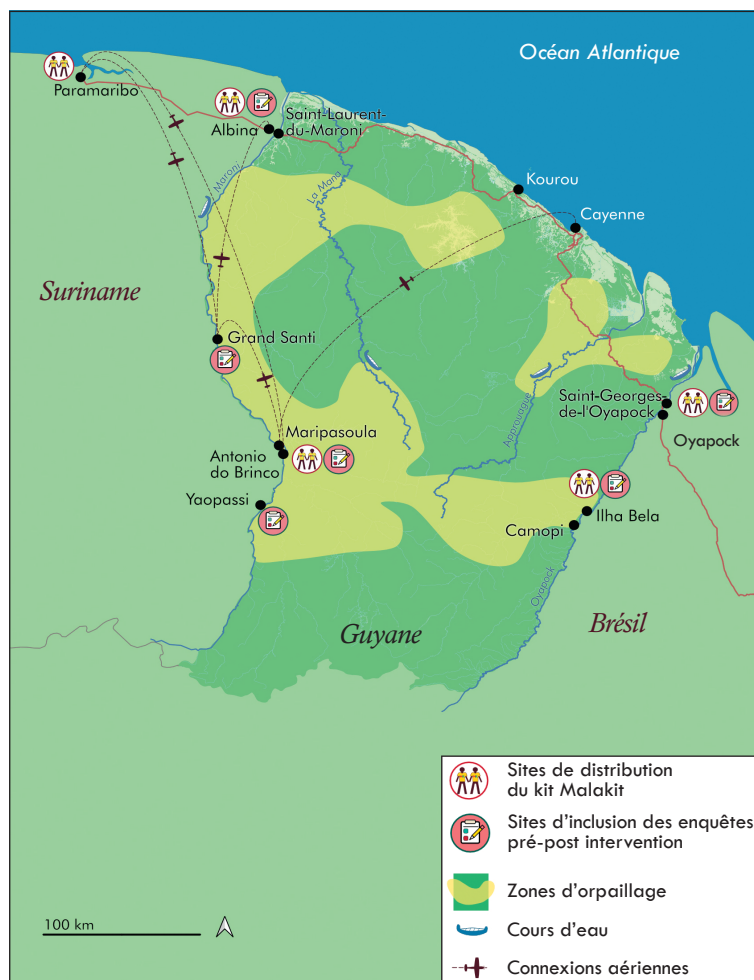 Océan Atlantique
Paramaribo
Albina
Saint-Laurent-
du-Maroni
Maroni
La Mana
Kourou
Cayenne
Suriname
Grand Santi
Approuague
Saint-Georges-
de-l'Oyapock
Oyapock
Maripasoula
Antonio
do Brinco
Yaopassi
Ilha Bela
Camopi
Oyapock
Guyane
Brésil
Sites de distribution
du kit Malakit
Sites d'inclusion des enquêtes
pré-post intervention
Zones d'orpaillage
Cours d'eau
Connexions aériennes
100 km